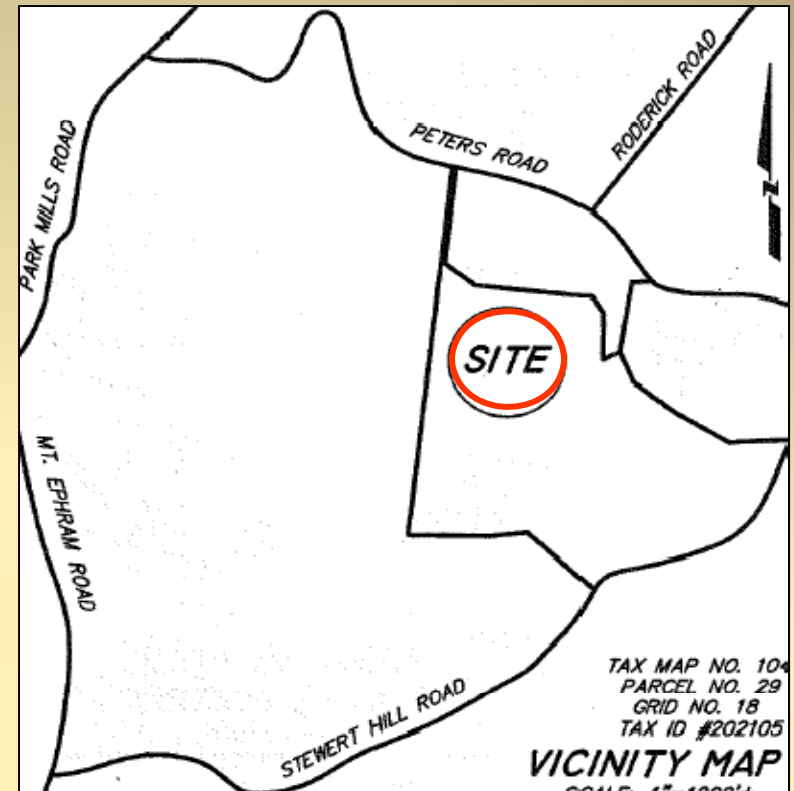 RODERICK ROAD
PETERS ROAD
PARK MILLS ROAD
N
SITE
MT. EPHRAM ROAD
STEWERT HILL ROAD
TAX MAP NO. 104
PARCEL NO. 29
GRID NO. 18
TAX ID #202105
VICINITY MAP